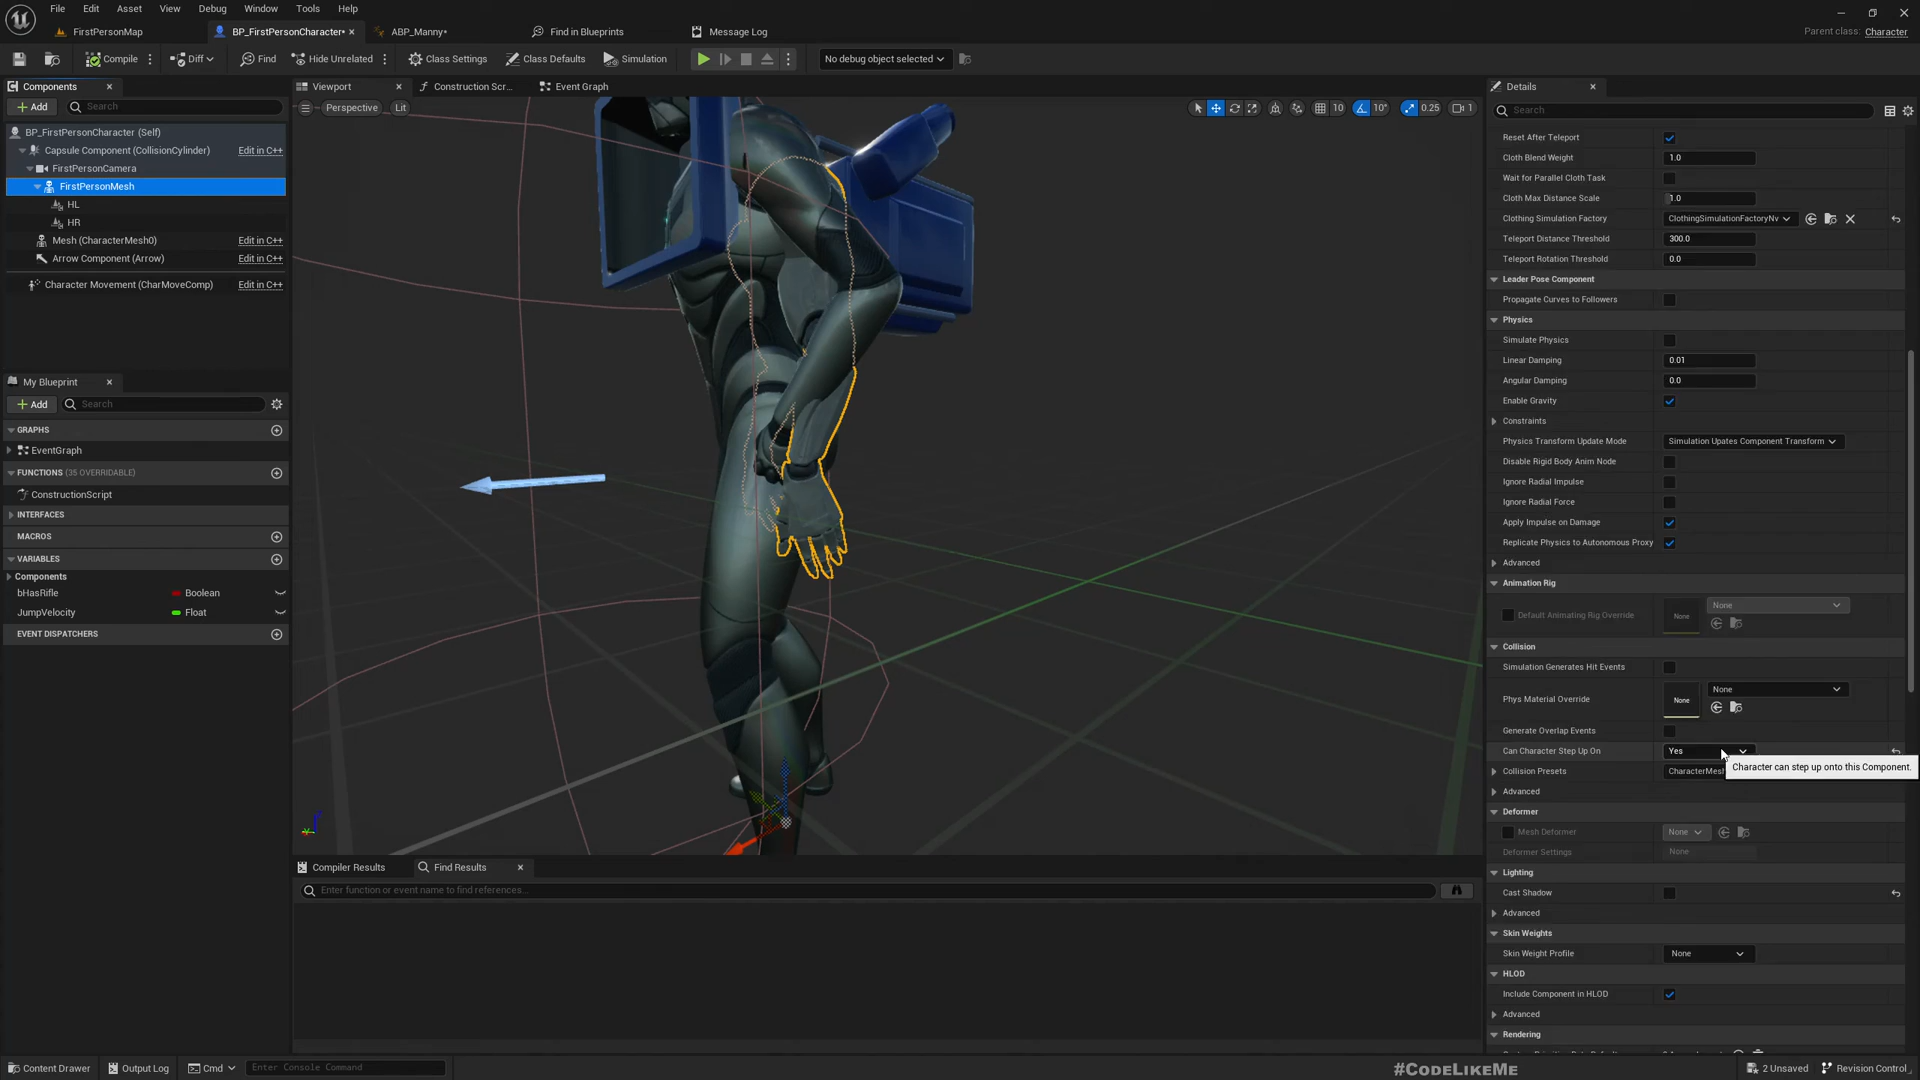 File Edit Asset View Debug Window Tools Help
FirstPersonMap
BP_FirstPersonCharacter•
ABP_Manny•
Find in Blueprints
Message Log
Parent class: Character
Compile
Diff
Find
Hide Unrelated
Class Settings
Class Defaults
Simulation
No debug object selected
Components
Add
Search
BP_FirstPersonCharacter (Self)
Capsule Component (CollisionCylinder) Edit in C++
FirstPersonCamera
FirstPersonMesh
HL
HR
Mesh (CharacterMesh0) Edit in C++
Arrow Component (Arrow) Edit in C++
Character Movement (CharMoveComp) Edit in C++
My Blueprint
Add
Search
GRAPHS
EventGraph
FUNCTIONS (35 OVERRIDABLE)
ConstructionScript
INTERFACES
MACROS
VARIABLES
Components
bHasRifle Boolean
JumpVelocity Float
EVENT DISPATCHERS
Viewport
Construction Scr...
Event Graph
Perspective
Lit
10
10°
0.25
1
Compiler Results
Find Results
Enter function or event name to find references...
Details
Search
Reset After Teleport
Cloth Blend Weight 1.0
Wait for Parallel Cloth Task
Cloth Max Distance Scale 1.0
Clothing Simulation Factory ClothingSimulationFactoryNv
Teleport Distance Threshold 300.0
Teleport Rotation Threshold 0.0
Leader Pose Component
Propagate Curves to Followers
Physics
Simulate Physics
Linear Damping 0.01
Angular Damping 0.0
Enable Gravity
Constraints
Physics Transform Update Mode Simulation Upates Component Transform
Disable Rigid Body Anim Node
Ignore Radial Impulse
Ignore Radial Force
Apply Impulse on Damage
Replicate Physics to Autonomous Proxy
Advanced
Animation Rig
Default Animating Rig Override None None
Collision
Simulation Generates Hit Events
Phys Material Override None None
Generate Overlap Events
Can Character Step Up On Yes
Character can step up onto this Component.
Collision Presets CharacterMesh
Advanced
Deformer
Mesh Deformer None
Deformer Settings None
Lighting
Cast Shadow
Advanced
Skin Weights
Skin Weight Profile None
HLOD
Include Component in HLOD
Advanced
Rendering
Content Drawer
Output Log
Cmd
Enter Console Command
#CODELIKEME
2 Unsaved
Revision Control